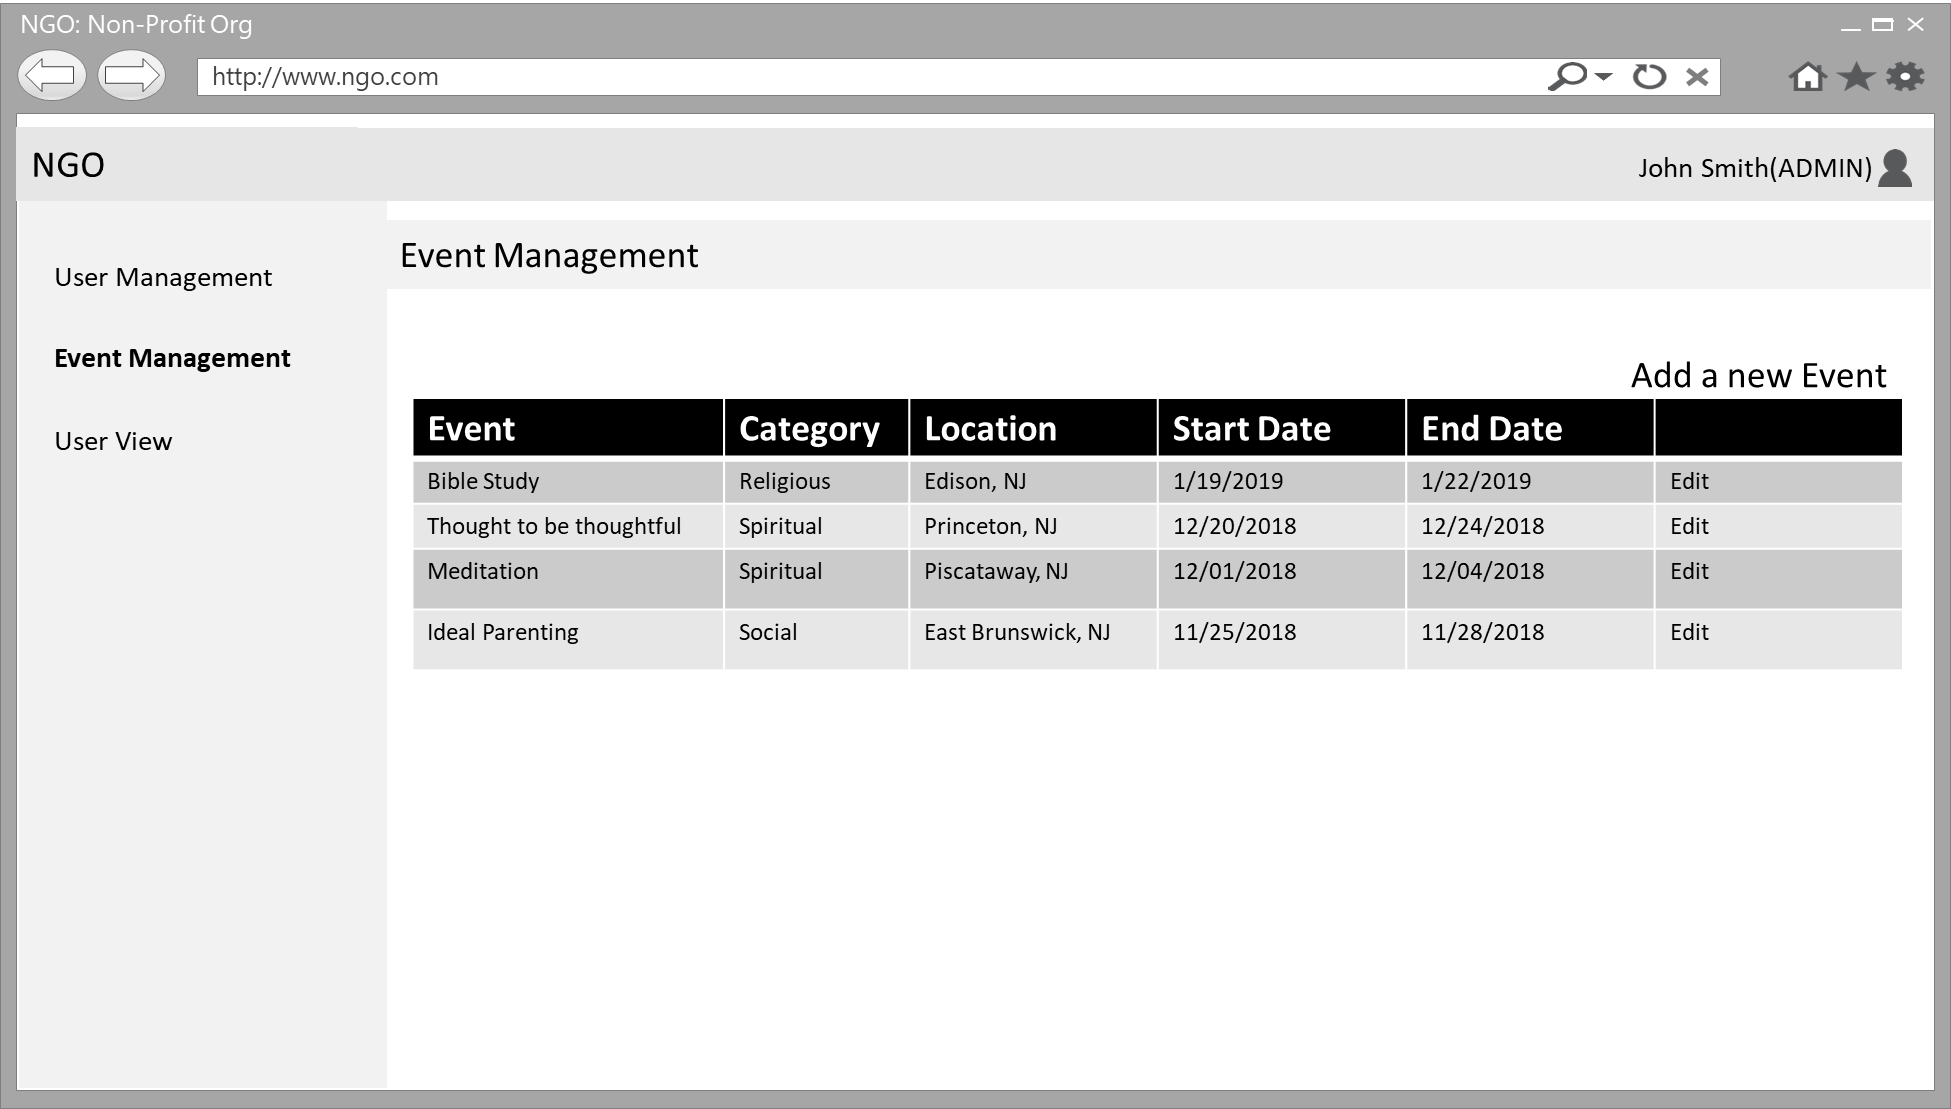 NGO: Non-Profit Org
http://www.ngo.com
NGO
John Smith(ADMIN)
User Management
Event Management
User View
Event Management
Add a new Event
Event Category Location Start Date End Date
Bible Study Religious Edison, NJ 1/19/2019 1/22/2019 Edit
Thought to be thoughtful Spiritual Princeton, NJ 12/20/2018 12/24/2018 Edit
Meditation Spiritual Piscataway, NJ 12/01/2018 12/04/2018 Edit
Ideal Parenting Social East Brunswick, NJ 11/25/2018 11/28/2018 Edit